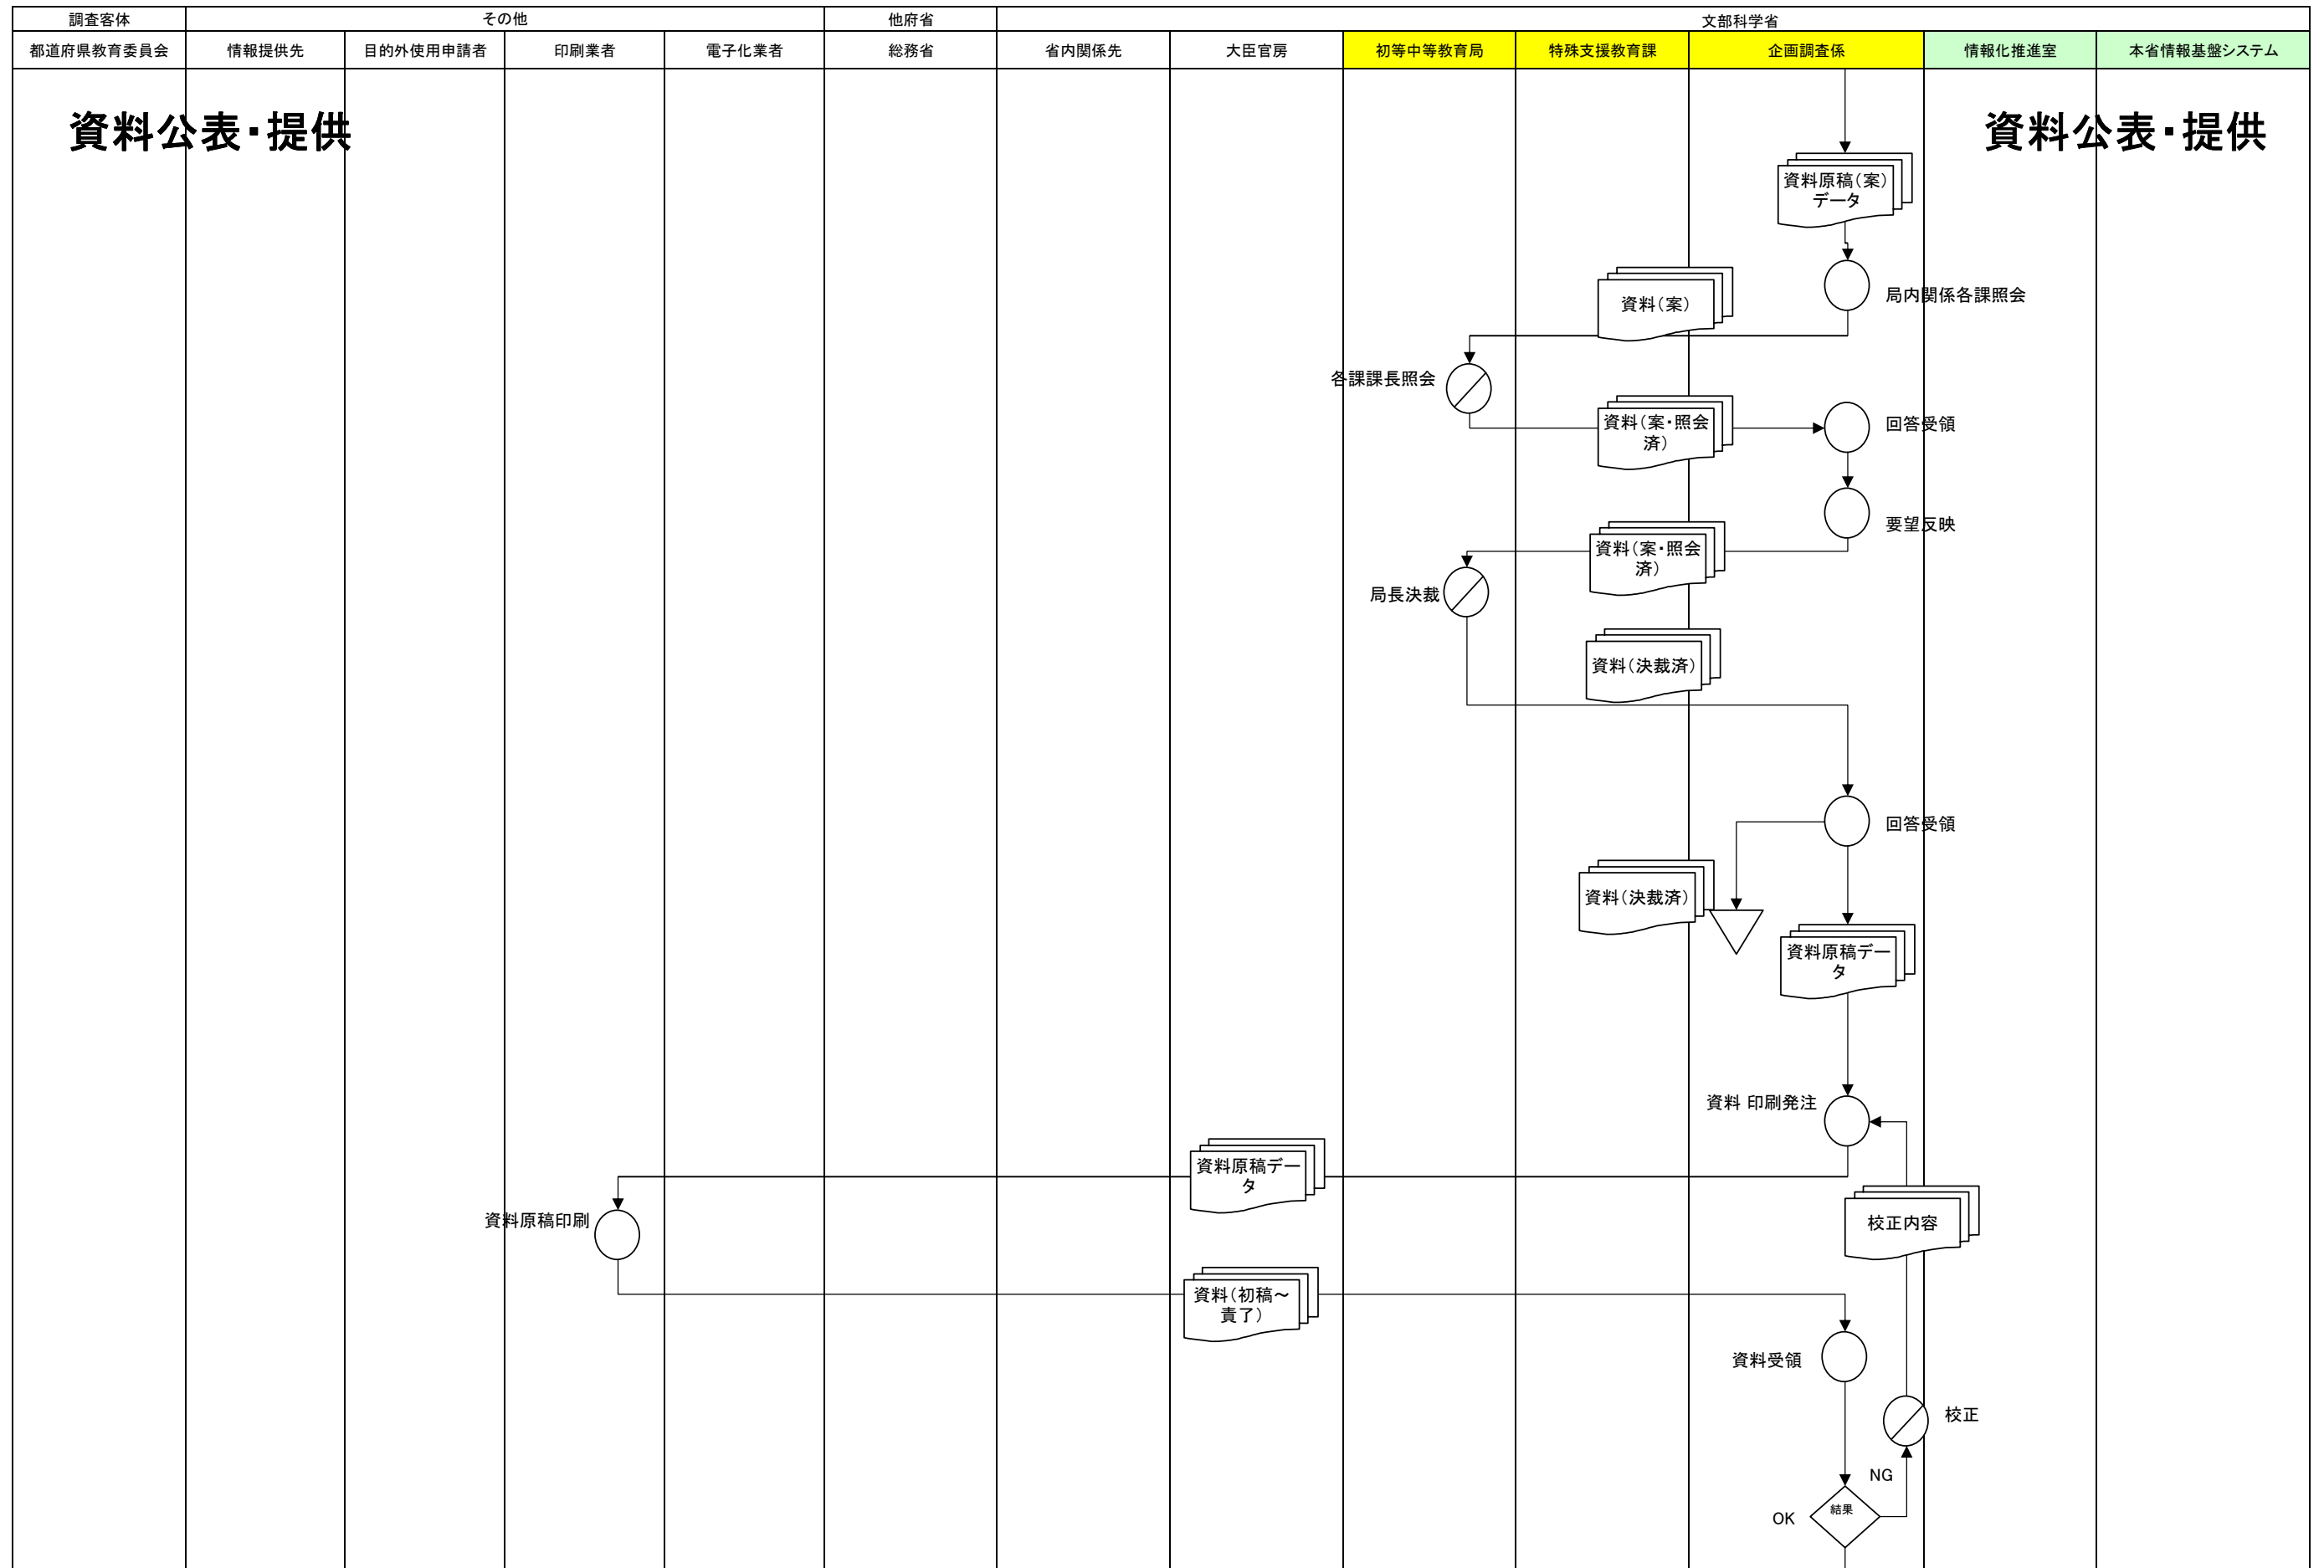 調査客体
その他
他府省
文部科学省
都道府県教育委員会
情報提供先
目的外使用申請者
印刷業者
電子化業者
総務省
省内関係先
大臣官房
初等中等教育局
特殊支援教育課
企画調査係
情報化推進室
本省情報基盤システム
資料公表・提供
資料公表・提供
資料原稿(案)
データ
局内関係各課照会
資料(案)
各課課長照会
資料(案・照会
済)
回答受領
要望反映
資料(案・照会
済)
局長決裁
資料(決裁済)
回答受領
資料(決裁済)
資料原稿デー
タ
資料 印刷発注
資料原稿デー
タ
資料原稿印刷
校正内容
資料(初稿～
責了)
資料受領
校正
NG
結果
OK